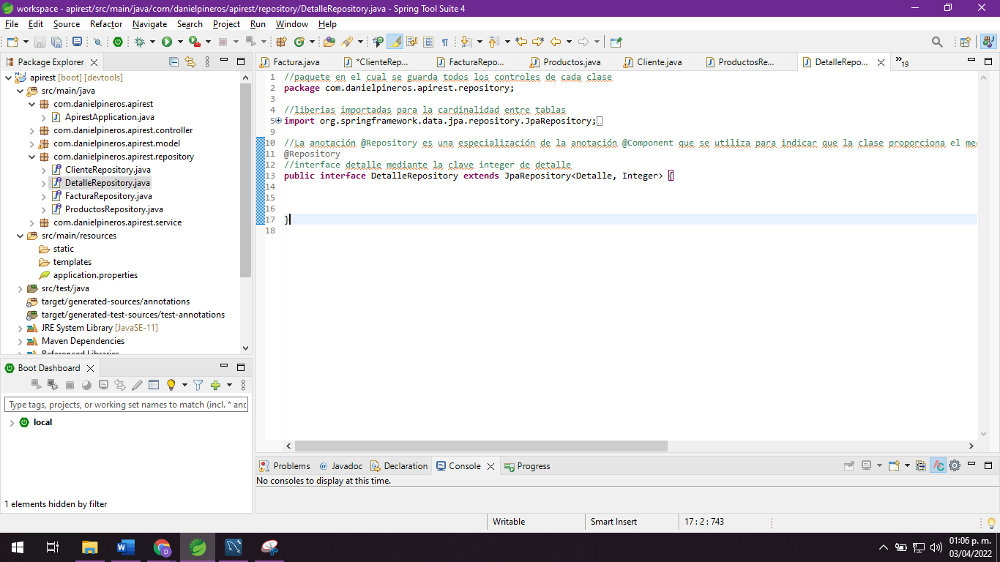 workspace - apirest/src/main/java/com/danielpineros/apirest/repository/DetalleRepository.java - Spring Tool Suite 4
File Edit Source Refactor Navigate Search Project Run Window Help
Package Explorer
apirest [boot] [devtools]
src/main/java
com.danielpineros.apirest
ApirestApplication.java
com.danielpineros.apirest.controller
com.danielpineros.apirest.model
com.danielpineros.apirest.repository
ClienteRepository.java
DetalleRepository.java
FacturaRepository.java
ProductosRepository.java
com.danielpineros.apirest.service
src/main/resources
static
templates
application.properties
src/test/java
target/generated-sources/annotations
target/generated-test-sources/test-annotations
JRE System Library [JavaSE-11]
Maven Dependencies
Referenced Libraries
Boot Dashboard
Type tags, projects, or working set names to match (incl. * and
local
1 elements hidden by filter
Factura.java *ClienteRep... FacturaRepo... Productos.java Cliente.java ProductosRe... DetalleRepo... »19
1 //paquete en el cual se guarda todos los controles de cada clase
2 package com.danielpineros.apirest.repository;
3
4 //liberias importadas para la cardinalidad entre tablas
5 import org.springframework.data.jpa.repository.JpaRepository;
9
10 //La anotación @Repository es una especialización de la anotación @Component que se utiliza para indicar que la clase proporciona el me
11 @Repository
12 //interface detalle mediante la clave integer de detalle
13 public interface DetalleRepository extends JpaRepository<Detalle, Integer> {
14
15
16
17 }
18
Problems Javadoc Declaration Console Progress
No consoles to display at this time.
Writable Smart Insert 17 : 2 : 743
01:06 p. m.
03/04/2022